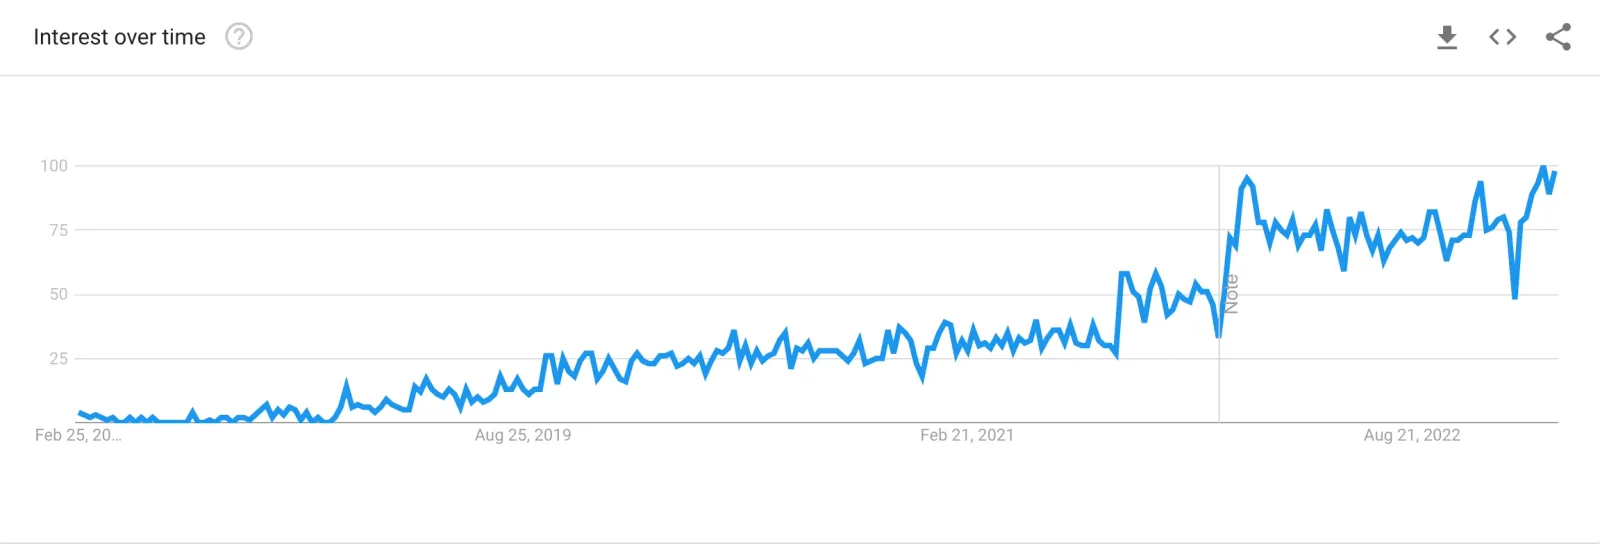 Interest over time
100
75
50
25
Note
Feb 25, 20...
Aug 25, 2019
Feb 21, 2021
Aug 21, 2022